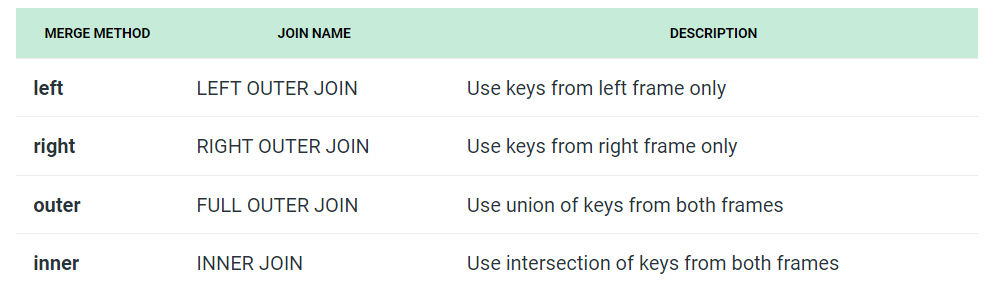 MERGE METHOD JOIN NAME DESCRIPTION
left LEFT OUTER JOIN Use keys from left frame only
right RIGHT OUTER JOIN Use keys from right frame only
outer FULL OUTER JOIN Use union of keys from both frames
inner INNER JOIN Use intersection of keys from both frames